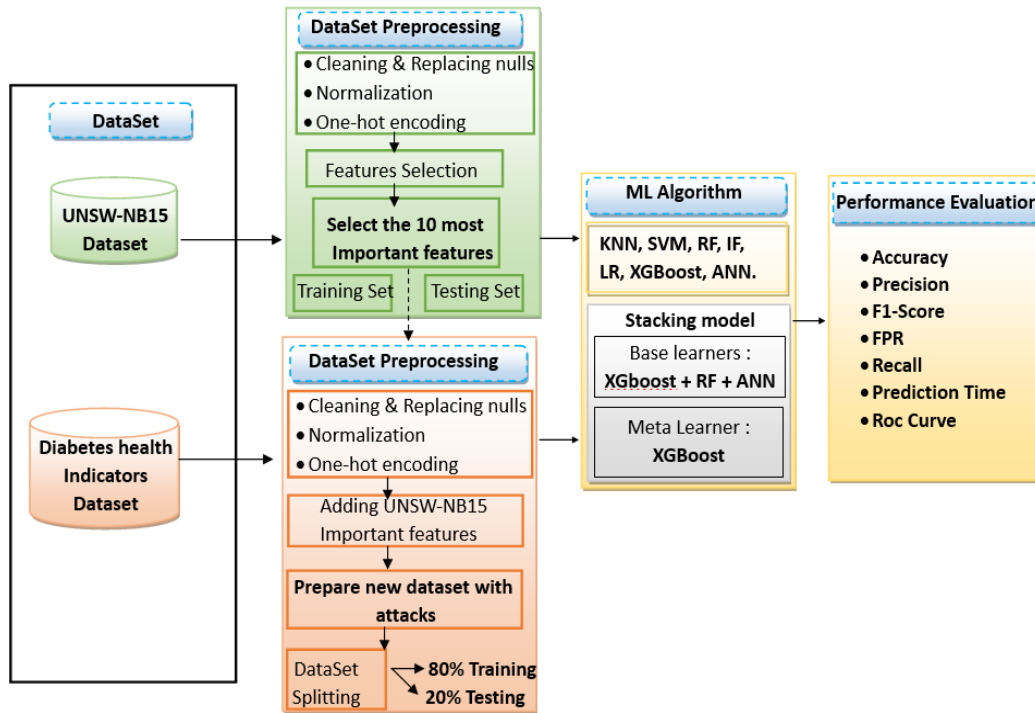 DataSet
UNSW-NB15
Dataset
Diabetes health
Indicators
Dataset
DataSet Preprocessing
• Cleaning & Replacing nulls
• Normalization
• One-hot encoding
Features Selection
Select the 10 most
Important features
Training Set
Testing Set
DataSet Preprocessing
• Cleaning & Replacing nulls
• Normalization
• One-hot encoding
Adding UNSW-NB15
Important features
Prepare new dataset with
attacks
DataSet
Splitting
80% Training
20% Testing
ML Algorithm
KNN, SVM, RF, IF,
LR, XGBoost, ANN.
Stacking model
Base learners :
XGboost + RF + ANN
Meta Learner :
XGBoost
Performance Evaluation
• Accuracy
• Precision
• F1-Score
• FPR
• Recall
• Prediction Time
• Roc Curve